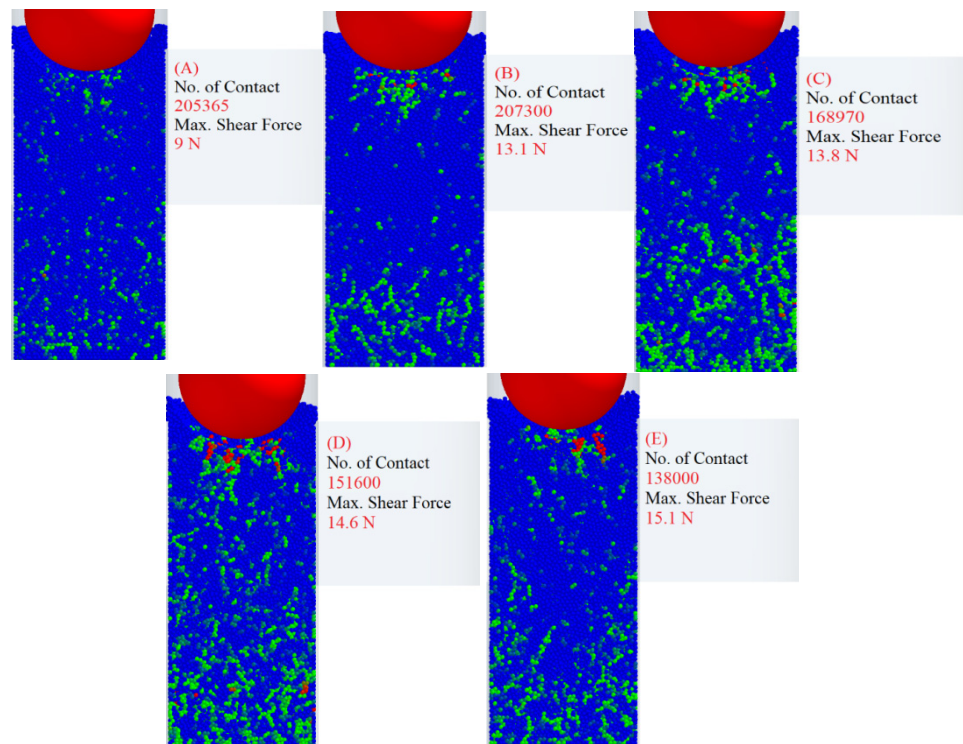 (A)
No. of Contact
205365
Max. Shear Force
9 N
(B)
No. of Contact
207300
Max. Shear Force
13.1 N
(C)
No. of Contact
168970
Max. Shear Force
13.8 N
(D)
No. of Contact
151600
Max. Shear Force
14.6 N
(E)
No. of Contact
138000
Max. Shear Force
15.1 N